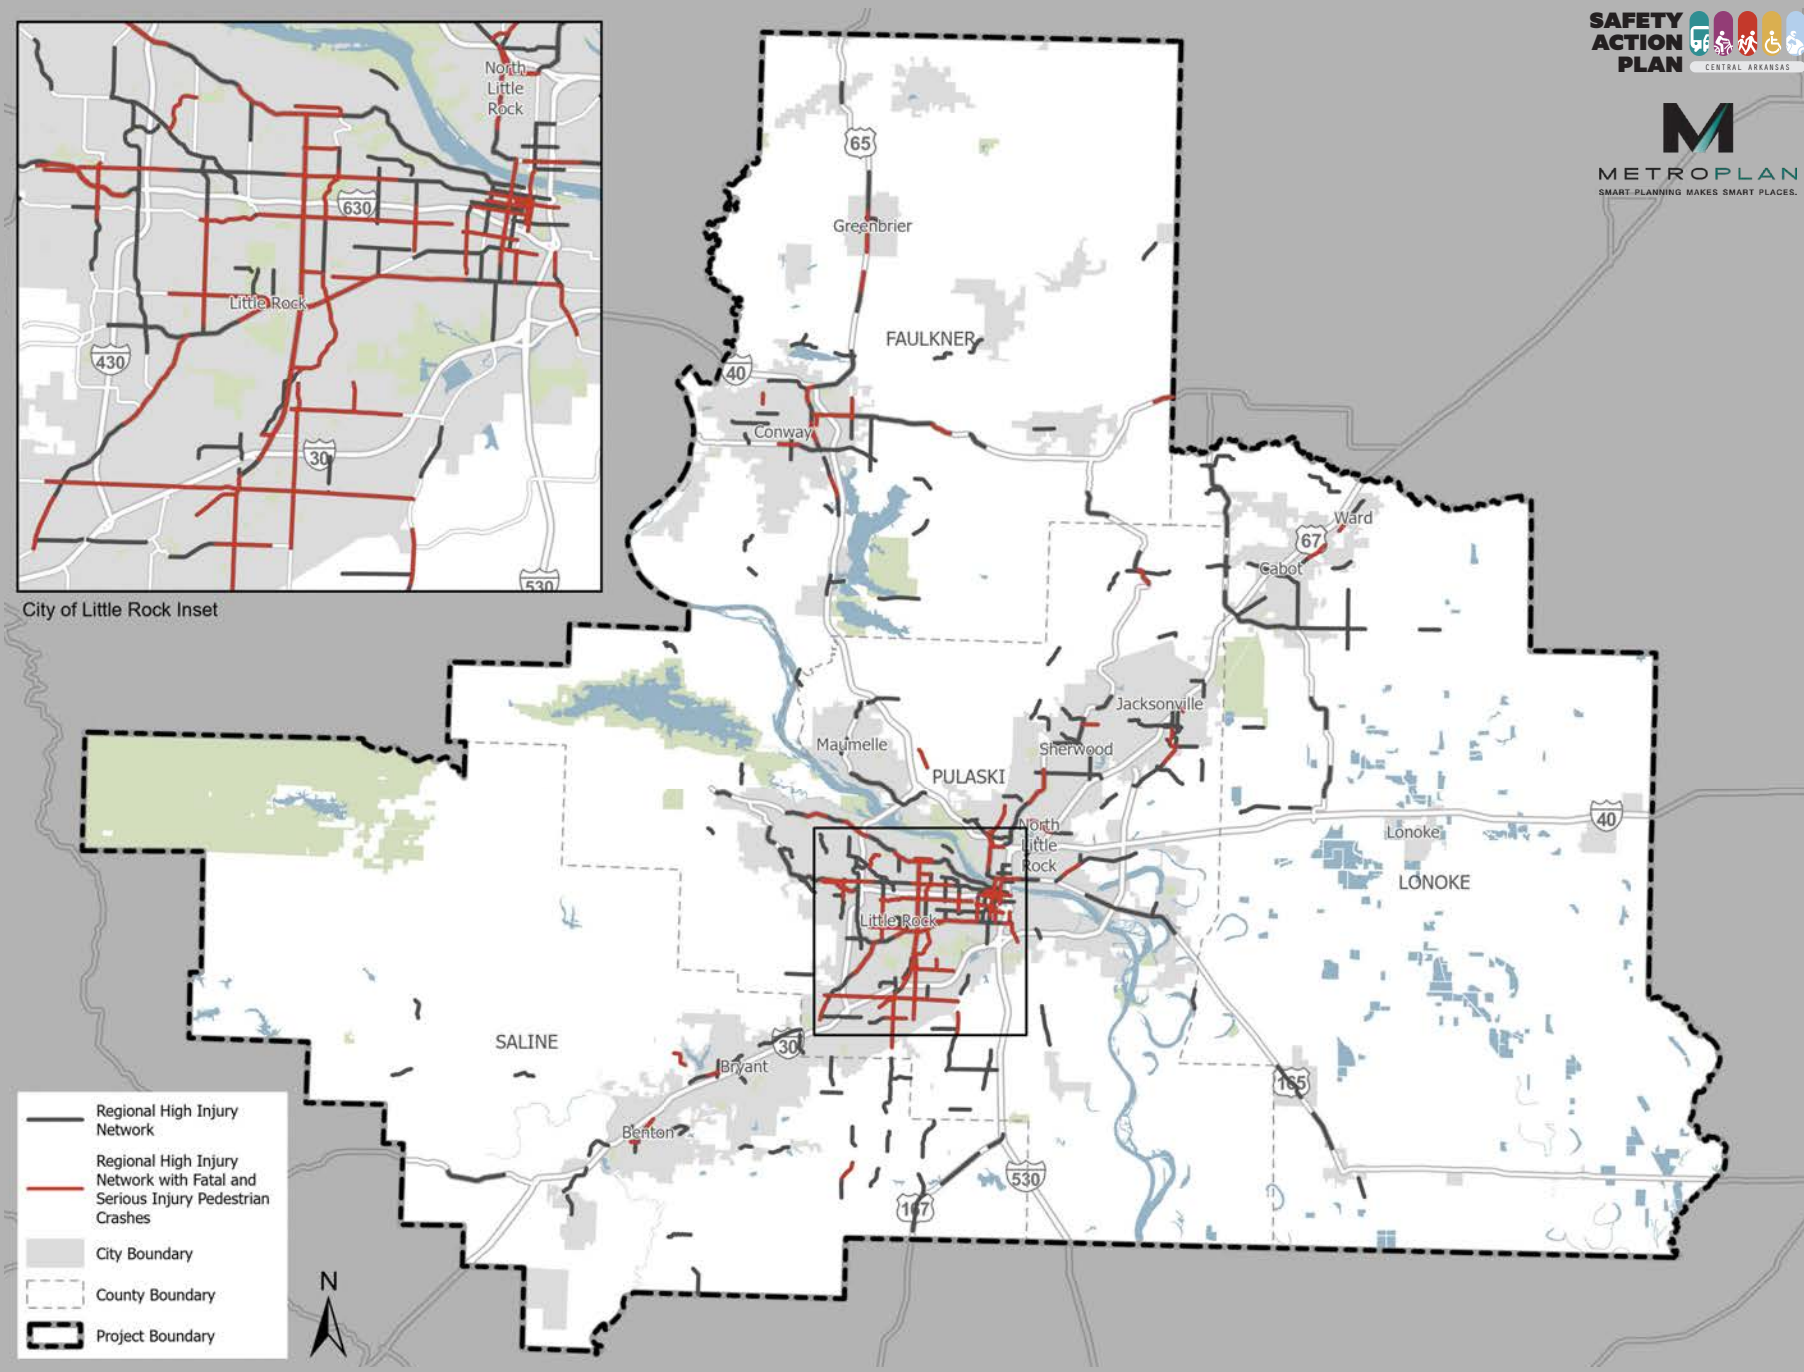 SAFETY
ACTION
PLAN
CENTRAL ARKANSAS
METROPLAN
SMART PLANNING MAKES SMART PLACES.
North
Little
Rock
630
Little Rock
430
30
530
City of Little Rock Inset
65
Greenbrier
FAULKNER
40
Conway
Ward
67
Cabot
Jacksonville
Maumelle
Sherwood
PULASKI
North
Little
Rock
40
Lonoke
LONOKE
Little Rock
SALINE
30
Bryant
165
Benton
530
167
Regional High Injury
Network
Regional High Injury
Network with Fatal and
Serious Injury Pedestrian
Crashes
City Boundary
County Boundary
Project Boundary
N